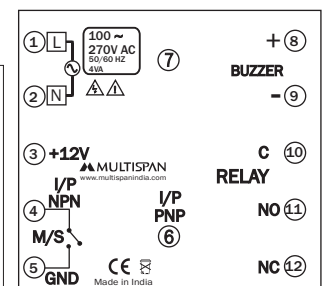 1 L 100 ~ 270V AC 50/60 HZ 4VA 7 + 8
BUZZER
2 N - 9
3 +12V C 10
MULTISPAN
www.multispanindia.com
RELAY
I/P
NPN
4
I/P
PNP
6
NO 11
M/S
5 GND
CE
Made in India
NC 12